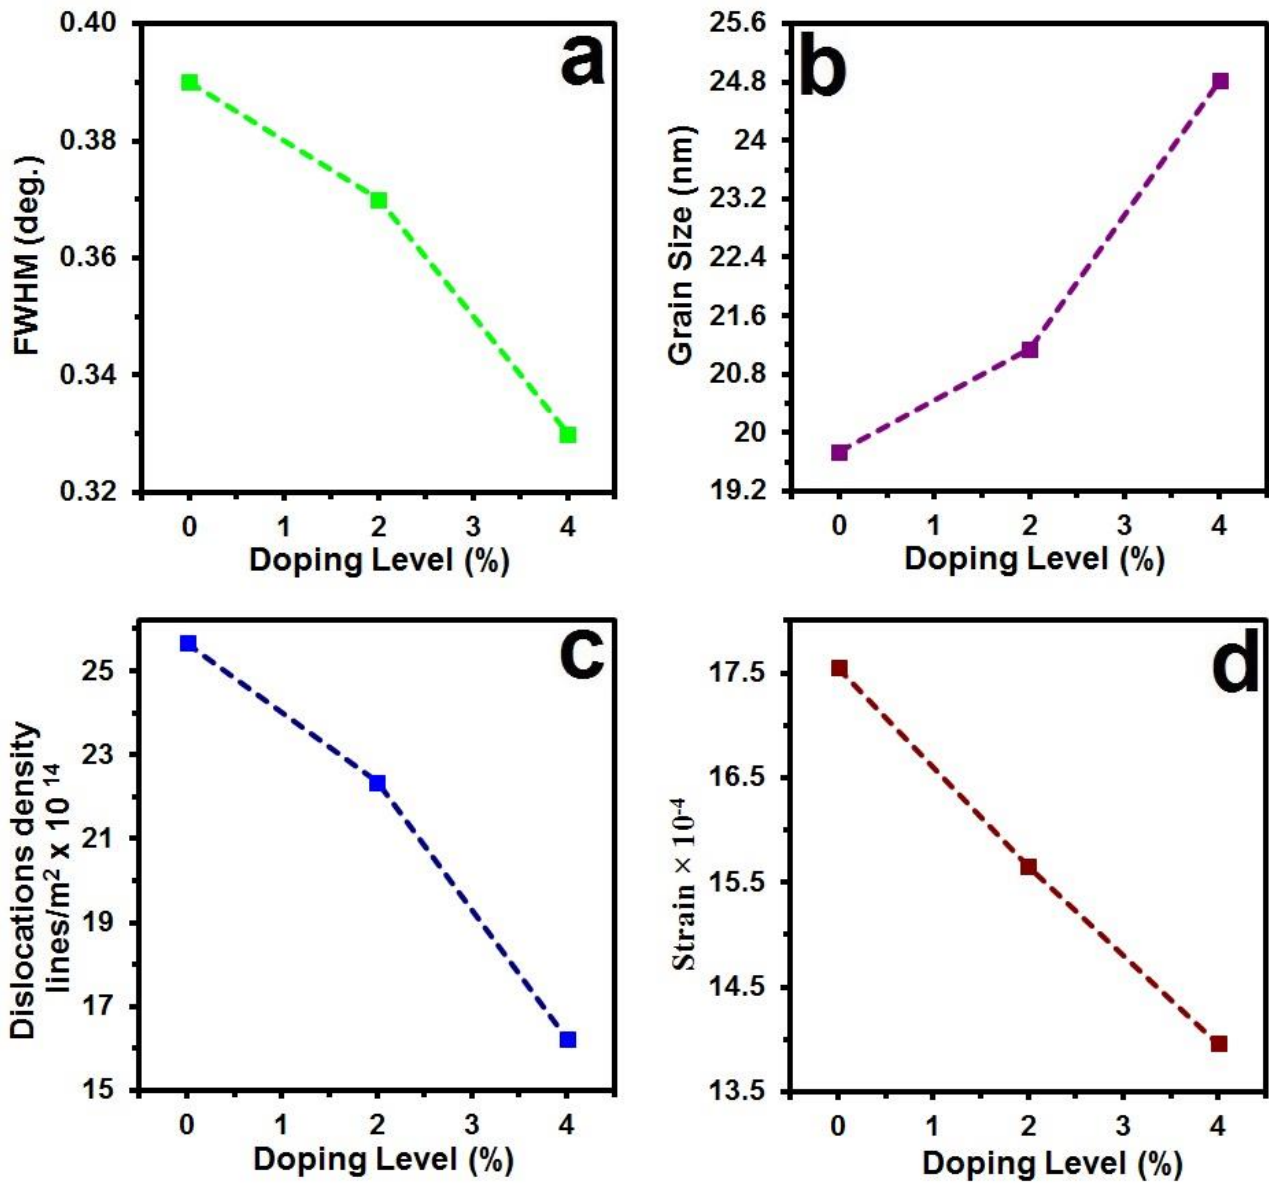 a
0.40
0.38
0.36
0.34
0.32
FWHM (deg.)
0 1 2 3 4
Doping Level (%)
b
25.6
24.8
24
23.2
22.4
21.6
20.8
20
19.2
Grain Size (nm)
0 1 2 3 4
Doping Level (%)
c
25
23
21
19
17
15
Dislocations density
lines/m² x 10 ¹⁴
0 1 2 3 4
Doping Level (%)
d
17.5
16.5
15.5
14.5
13.5
Strain × 10⁻⁴
0 1 2 3 4
Doping Level (%)